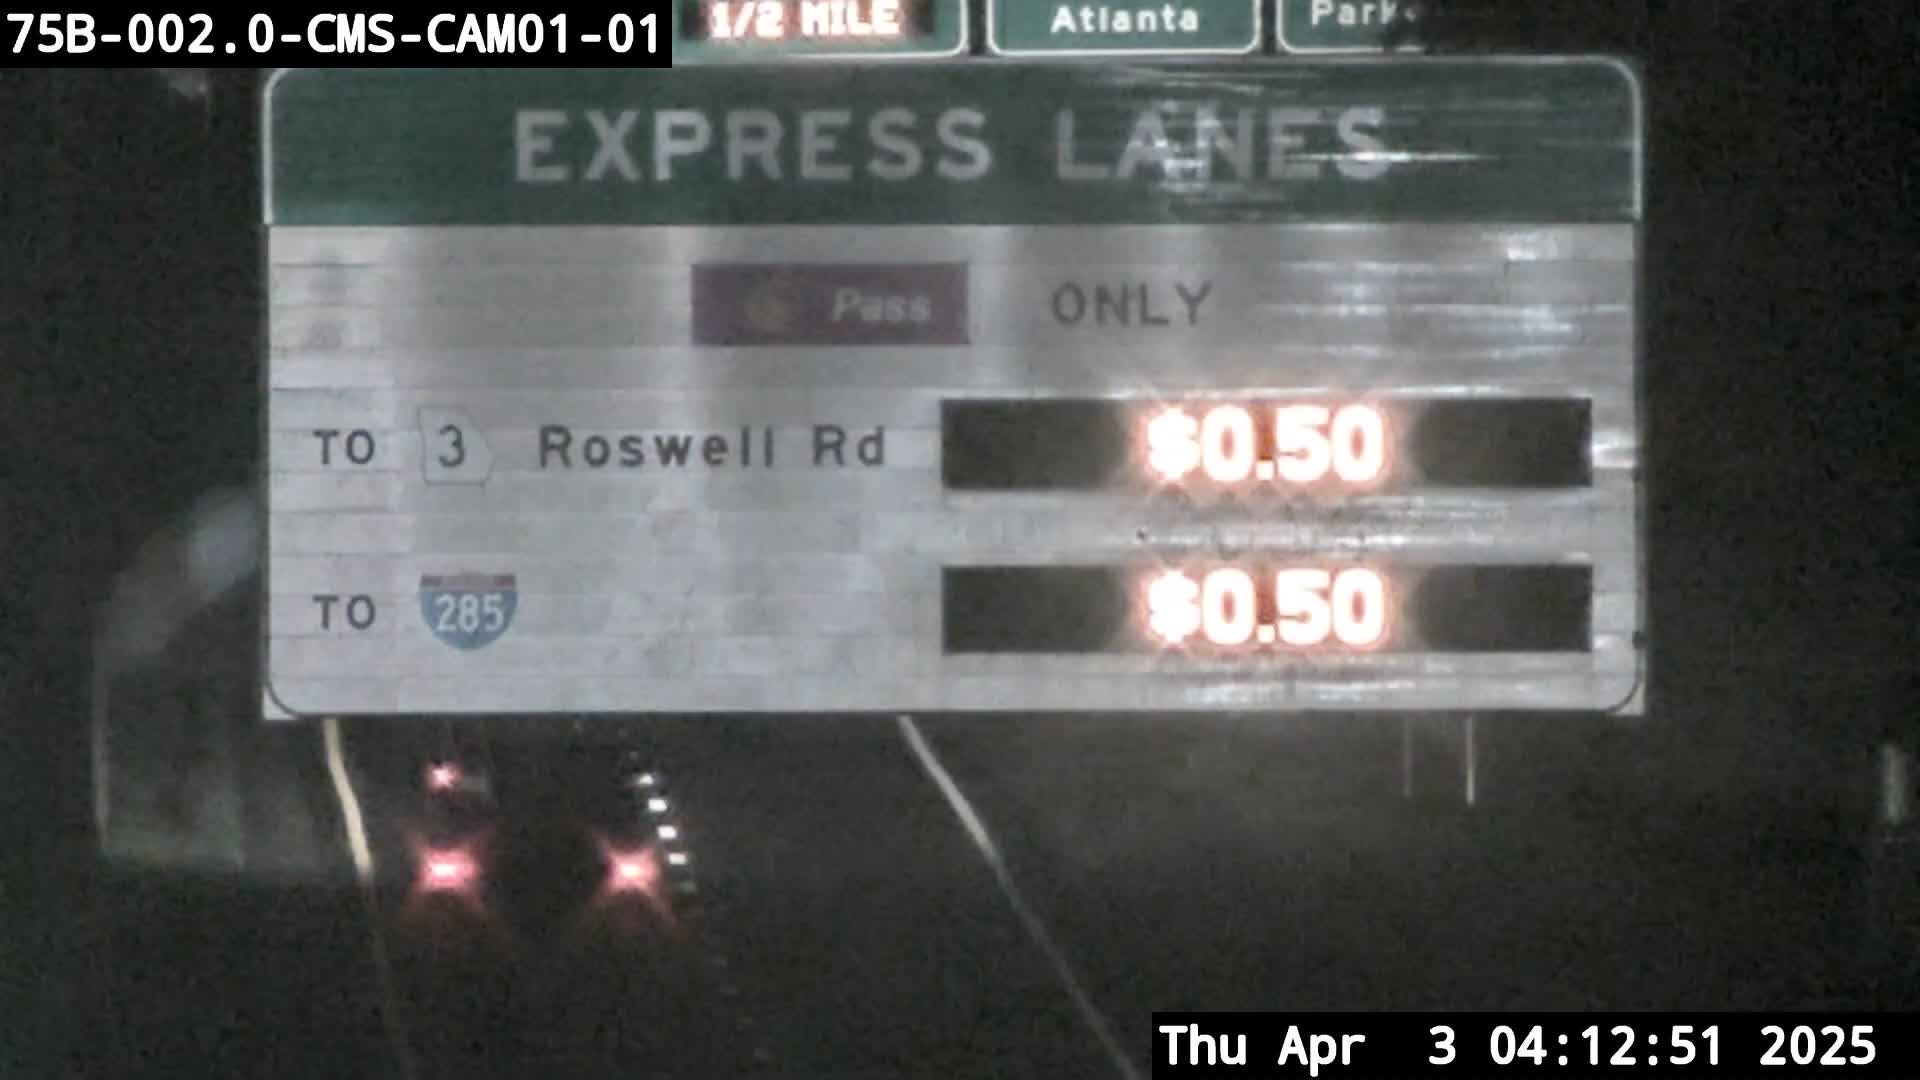 75B-002.0-CMS-CAM01-01
1/2 MILE
Atlanta
Park
EXPRESS LANES
Pass ONLY
TO 3 Roswell Rd $0.50
TO 285 $0.50
Thu Apr 3 04:12:51 2025